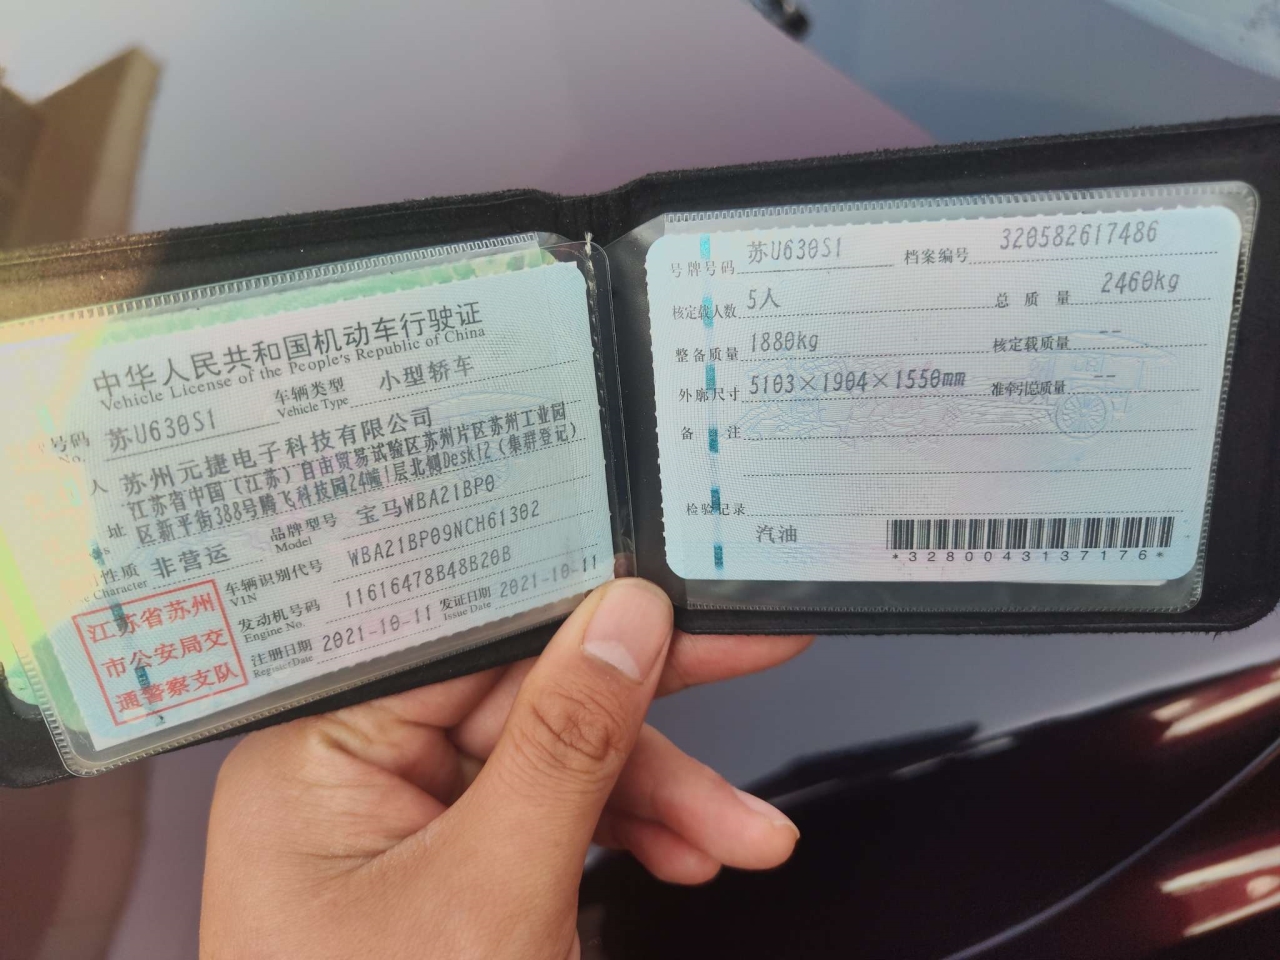 中华人民共和国机动车行驶证
Vehicle License of the People's Republic of China
号码 苏U630S1 车辆类型 小型轿车
No. Vehicle Type
人 苏州元捷电子科技有限公司
江苏省中国(江苏)自由贸易试验区苏州片区苏州工业园
址 区新平街388号腾飞科技园24幢1层北侧Desk12(集群登记)
性质 非营运 品牌型号 宝马WBA21BP0
Character Model
车辆识别代号 WBA21BP09NCH61302
VIN
发动机号码 11616478B48B20B
Engine No.
注册日期 2021-10-11 发证日期 2021-10-11
Register Date Issue Date
江苏省苏州
市公安局交
通警察支队
号牌号码 苏U630S1 档案编号 320582617486
核定载人数 5人 总质量 2460kg
整备质量 1880kg 核定载质量 --
外廓尺寸 5103×1904×1550mm 准牵引总质量 --
备注
检验记录
汽油
*3280043137176*